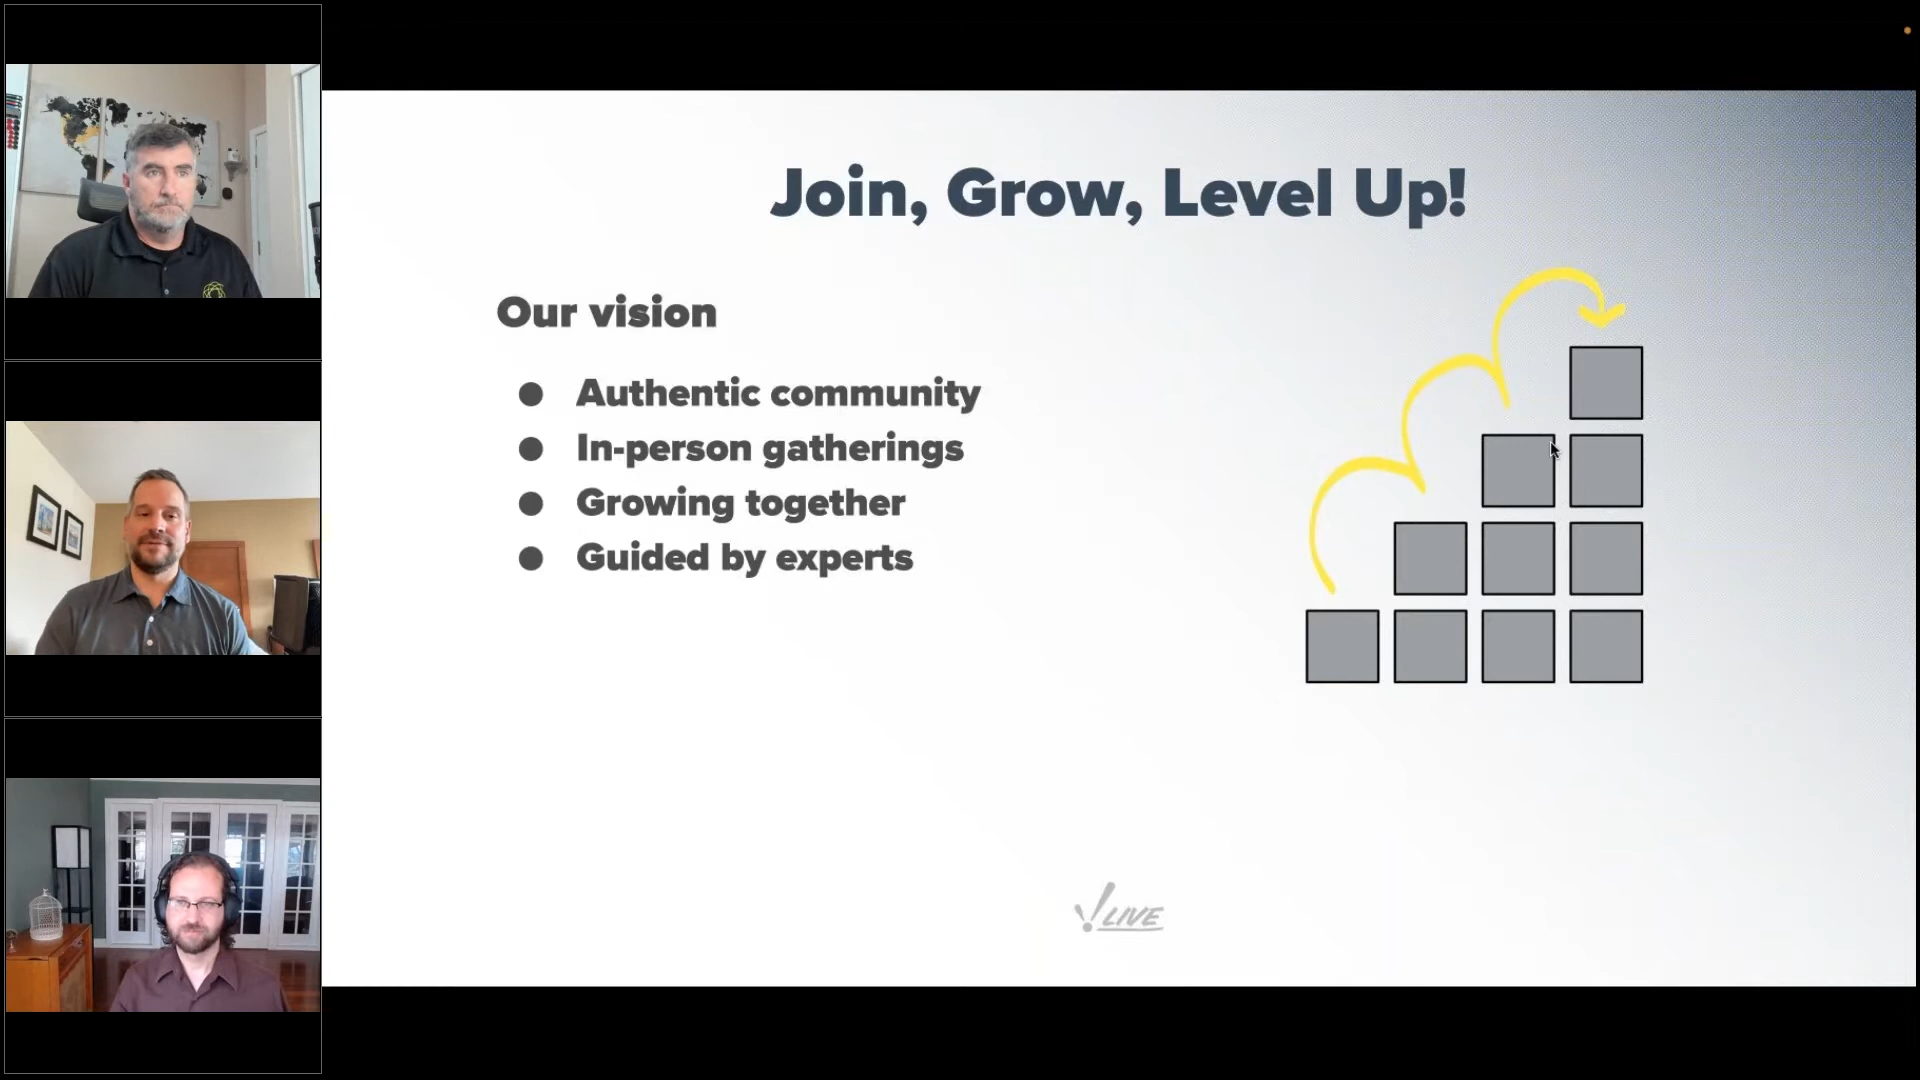 Join, Grow, Level Up!
Our vision
● Authentic community
● In-person gatherings
● Growing together
● Guided by experts
! LIVE